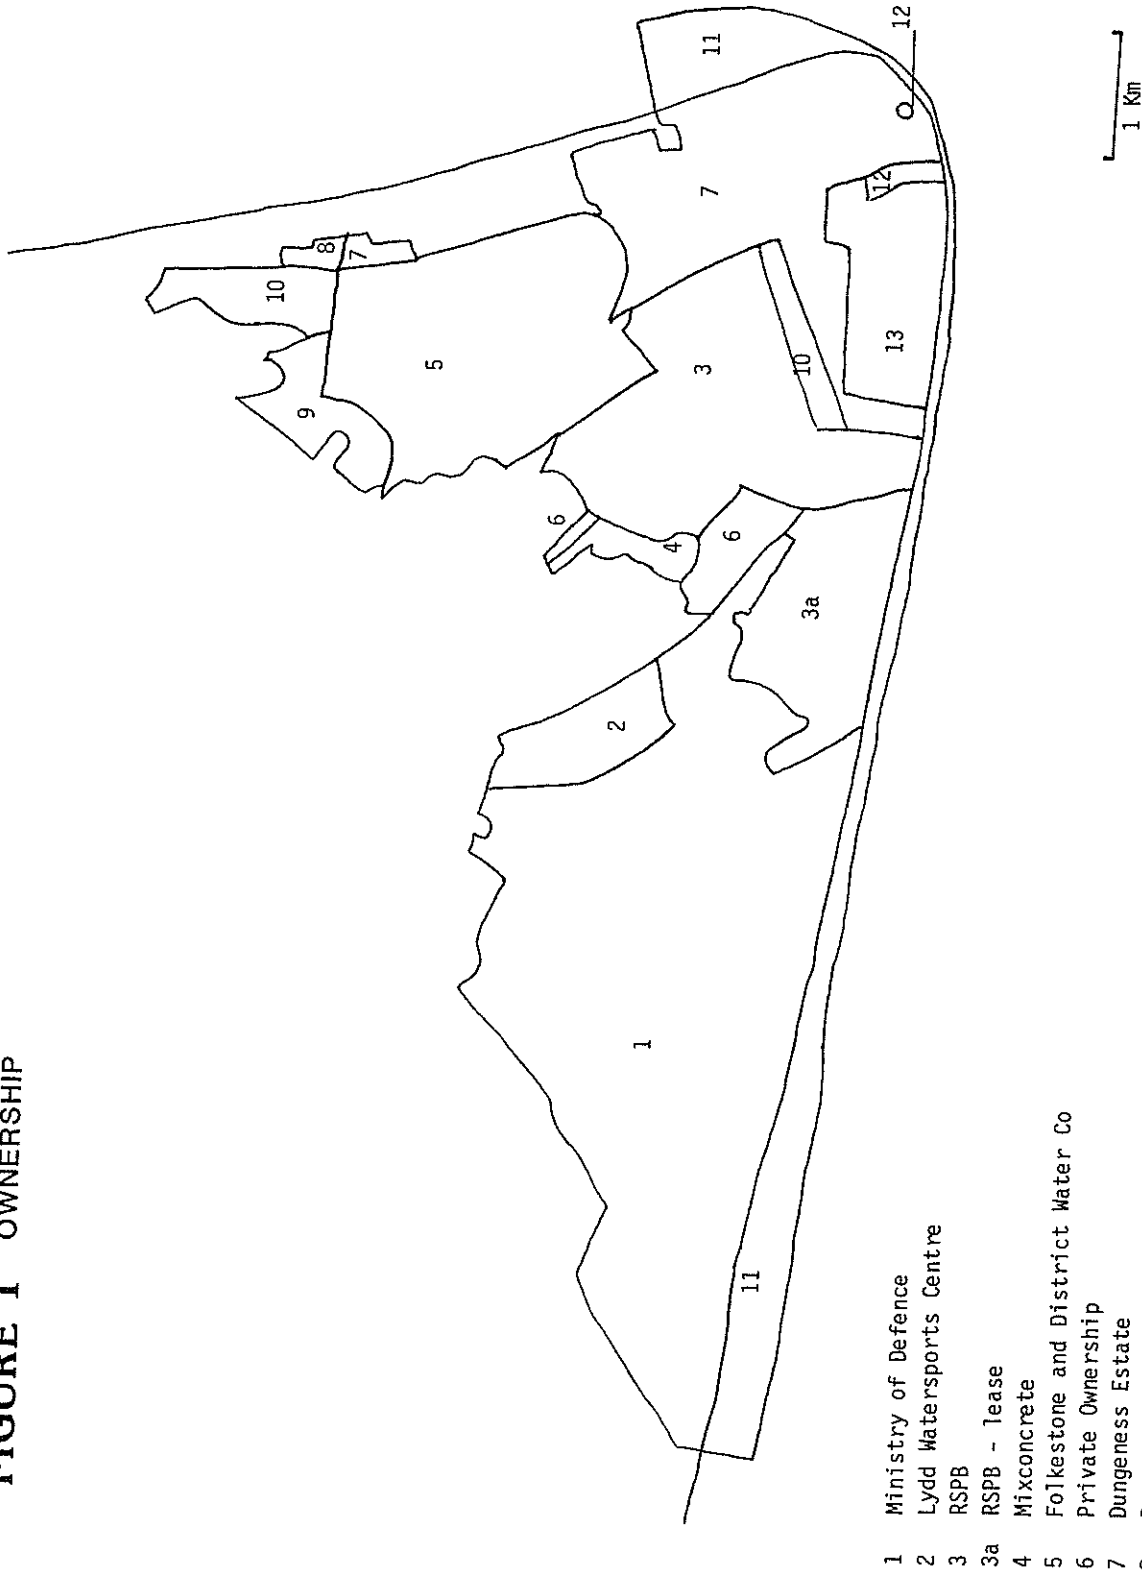 FIGURE 1 OWNERSHIP
11
12
8
7
10
7
12
5
9
3
10
13
6
4
6
3a
2
1
11
1 Km
1 Ministry of Defence
2 Lydd Watersports Centre
3 RSPB
3a RSPB - lease
4 Mixconcrete
5 Folkestone and District Water Co
6 Private Ownership
7 Dungeness Estate